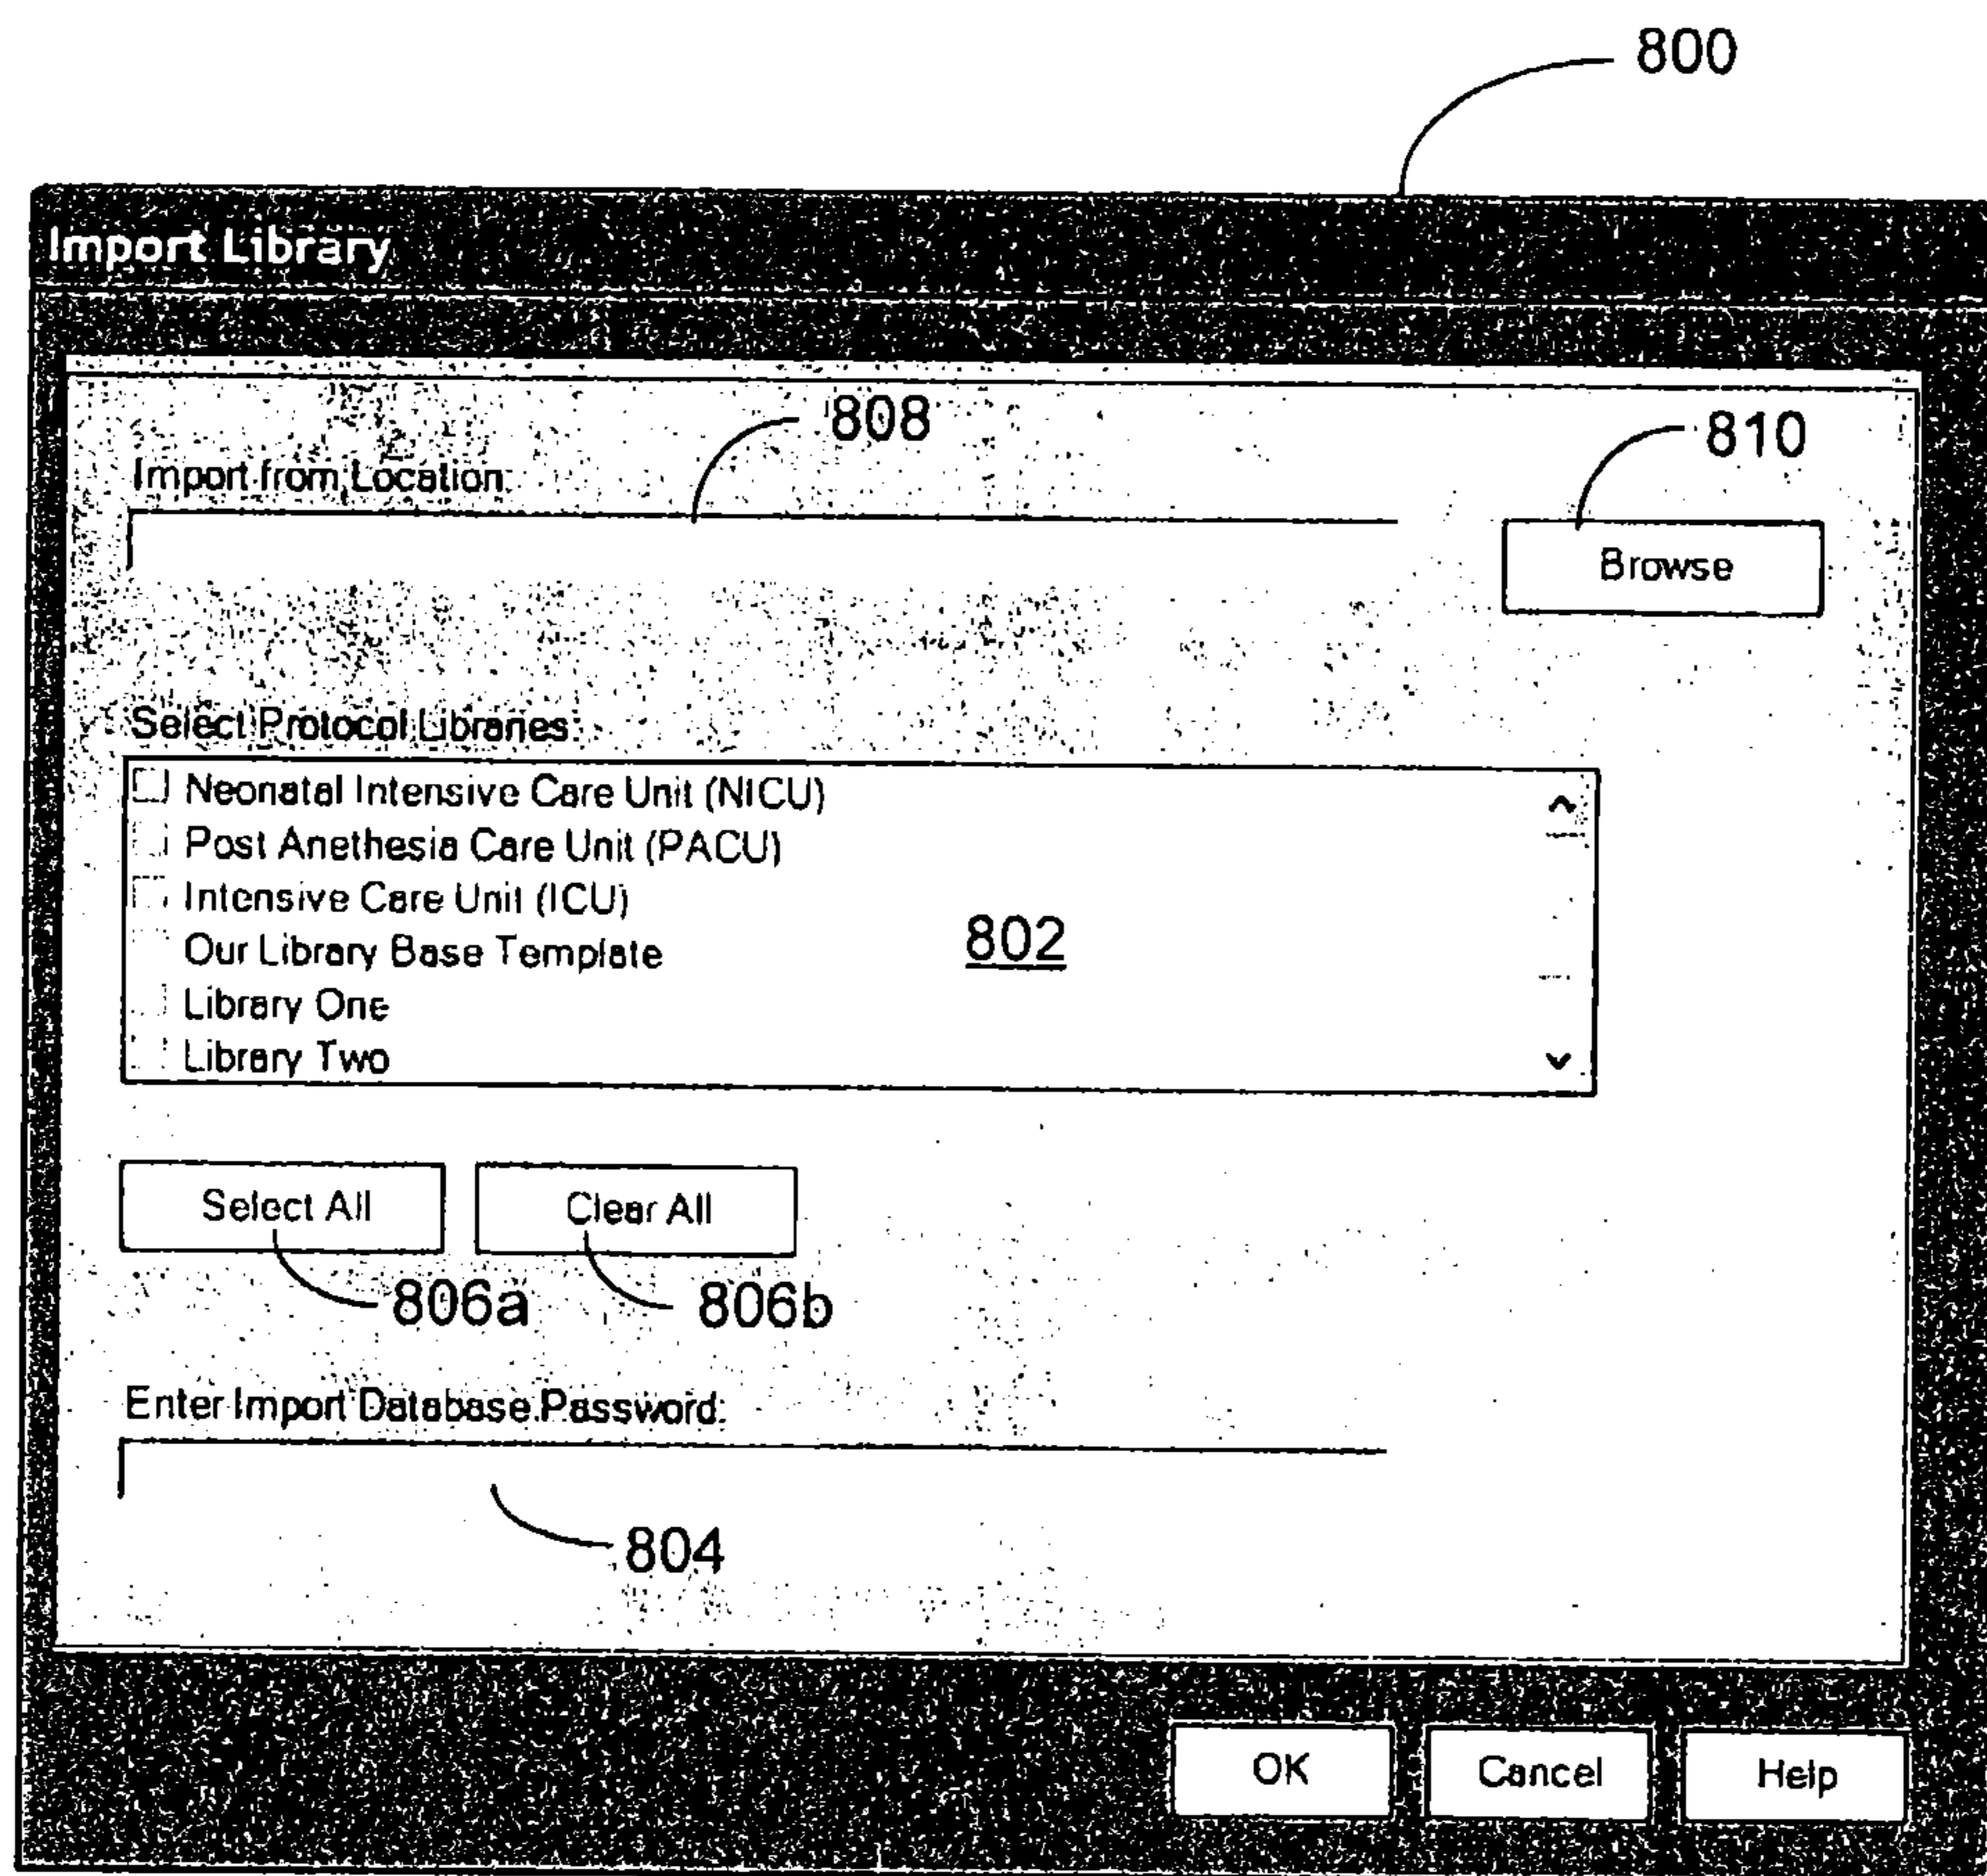 800
Import Library
808
810
Import from Location:
Browse
Select Protocol Libraries:
Neonatal Intensive Care Unit (NICU)
Post Anethesia Care Unit (PACU)
Intensive Care Unit (ICU)
802
Our Library Base Template
Library One
Library Two
Select All
Clear All
806a
806b
Enter Import Database Password:
804
OK
Cancel
Help